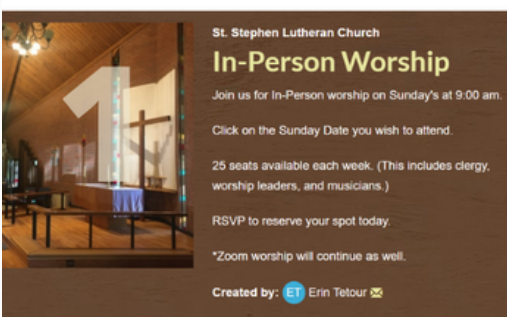 1
St. Stephen Lutheran Church
In-Person Worship
Join us for In-Person worship on Sunday's at 9:00 am.
Click on the Sunday Date you wish to attend.
25 seats available each week. (This includes clergy,
worship leaders, and musicians.)
RSVP to reserve your spot today.
*Zoom worship will continue as well.
Created by: ET Erin Tetour